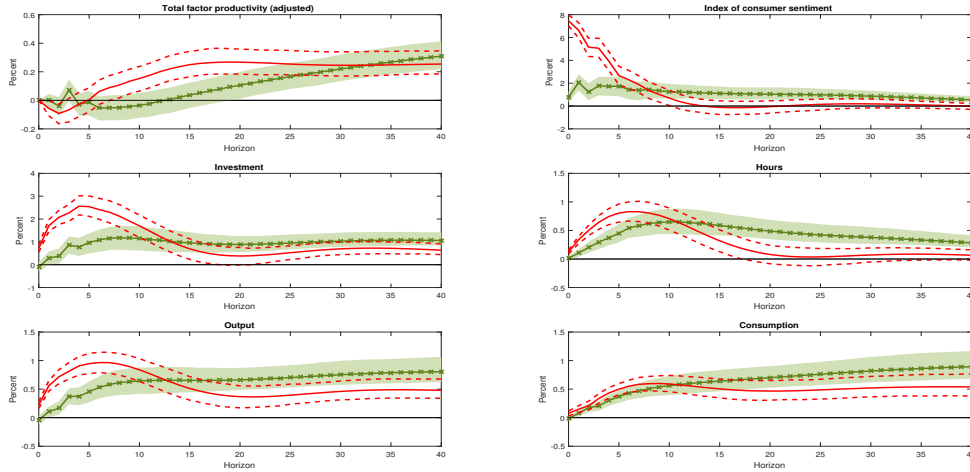 Total factor productivity (adjusted)
Percent
0.6
0.4
0.2
0
-0.2
0 5 10 15 20 25 30 35 40
Horizon
Index of consumer sentiment
Percent
8
6
4
2
0
-2
0 5 10 15 20 25 30 35 40
Horizon
Investment
Percent
4
3
2
1
0
-1
0 5 10 15 20 25 30 35 40
Horizon
Hours
Percent
1.5
1
0.5
0
-0.5
0 5 10 15 20 25 30 35 40
Horizon
Output
Percent
1.5
1
0.5
0
-0.5
0 5 10 15 20 25 30 35 40
Horizon
Consumption
Percent
1.5
1
0.5
0
-0.5
0 5 10 15 20 25 30 35 40
Horizon